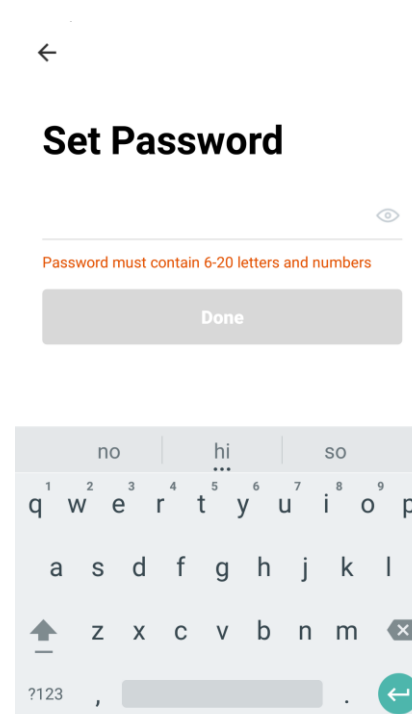 Set Password
Password must contain 6-20 letters and numbers
Done
no hi so
1 2 3 4 5 6 7 8 9
q w e r t y u i o p
a s d f g h j k l
z x c v b n m
?123 , .